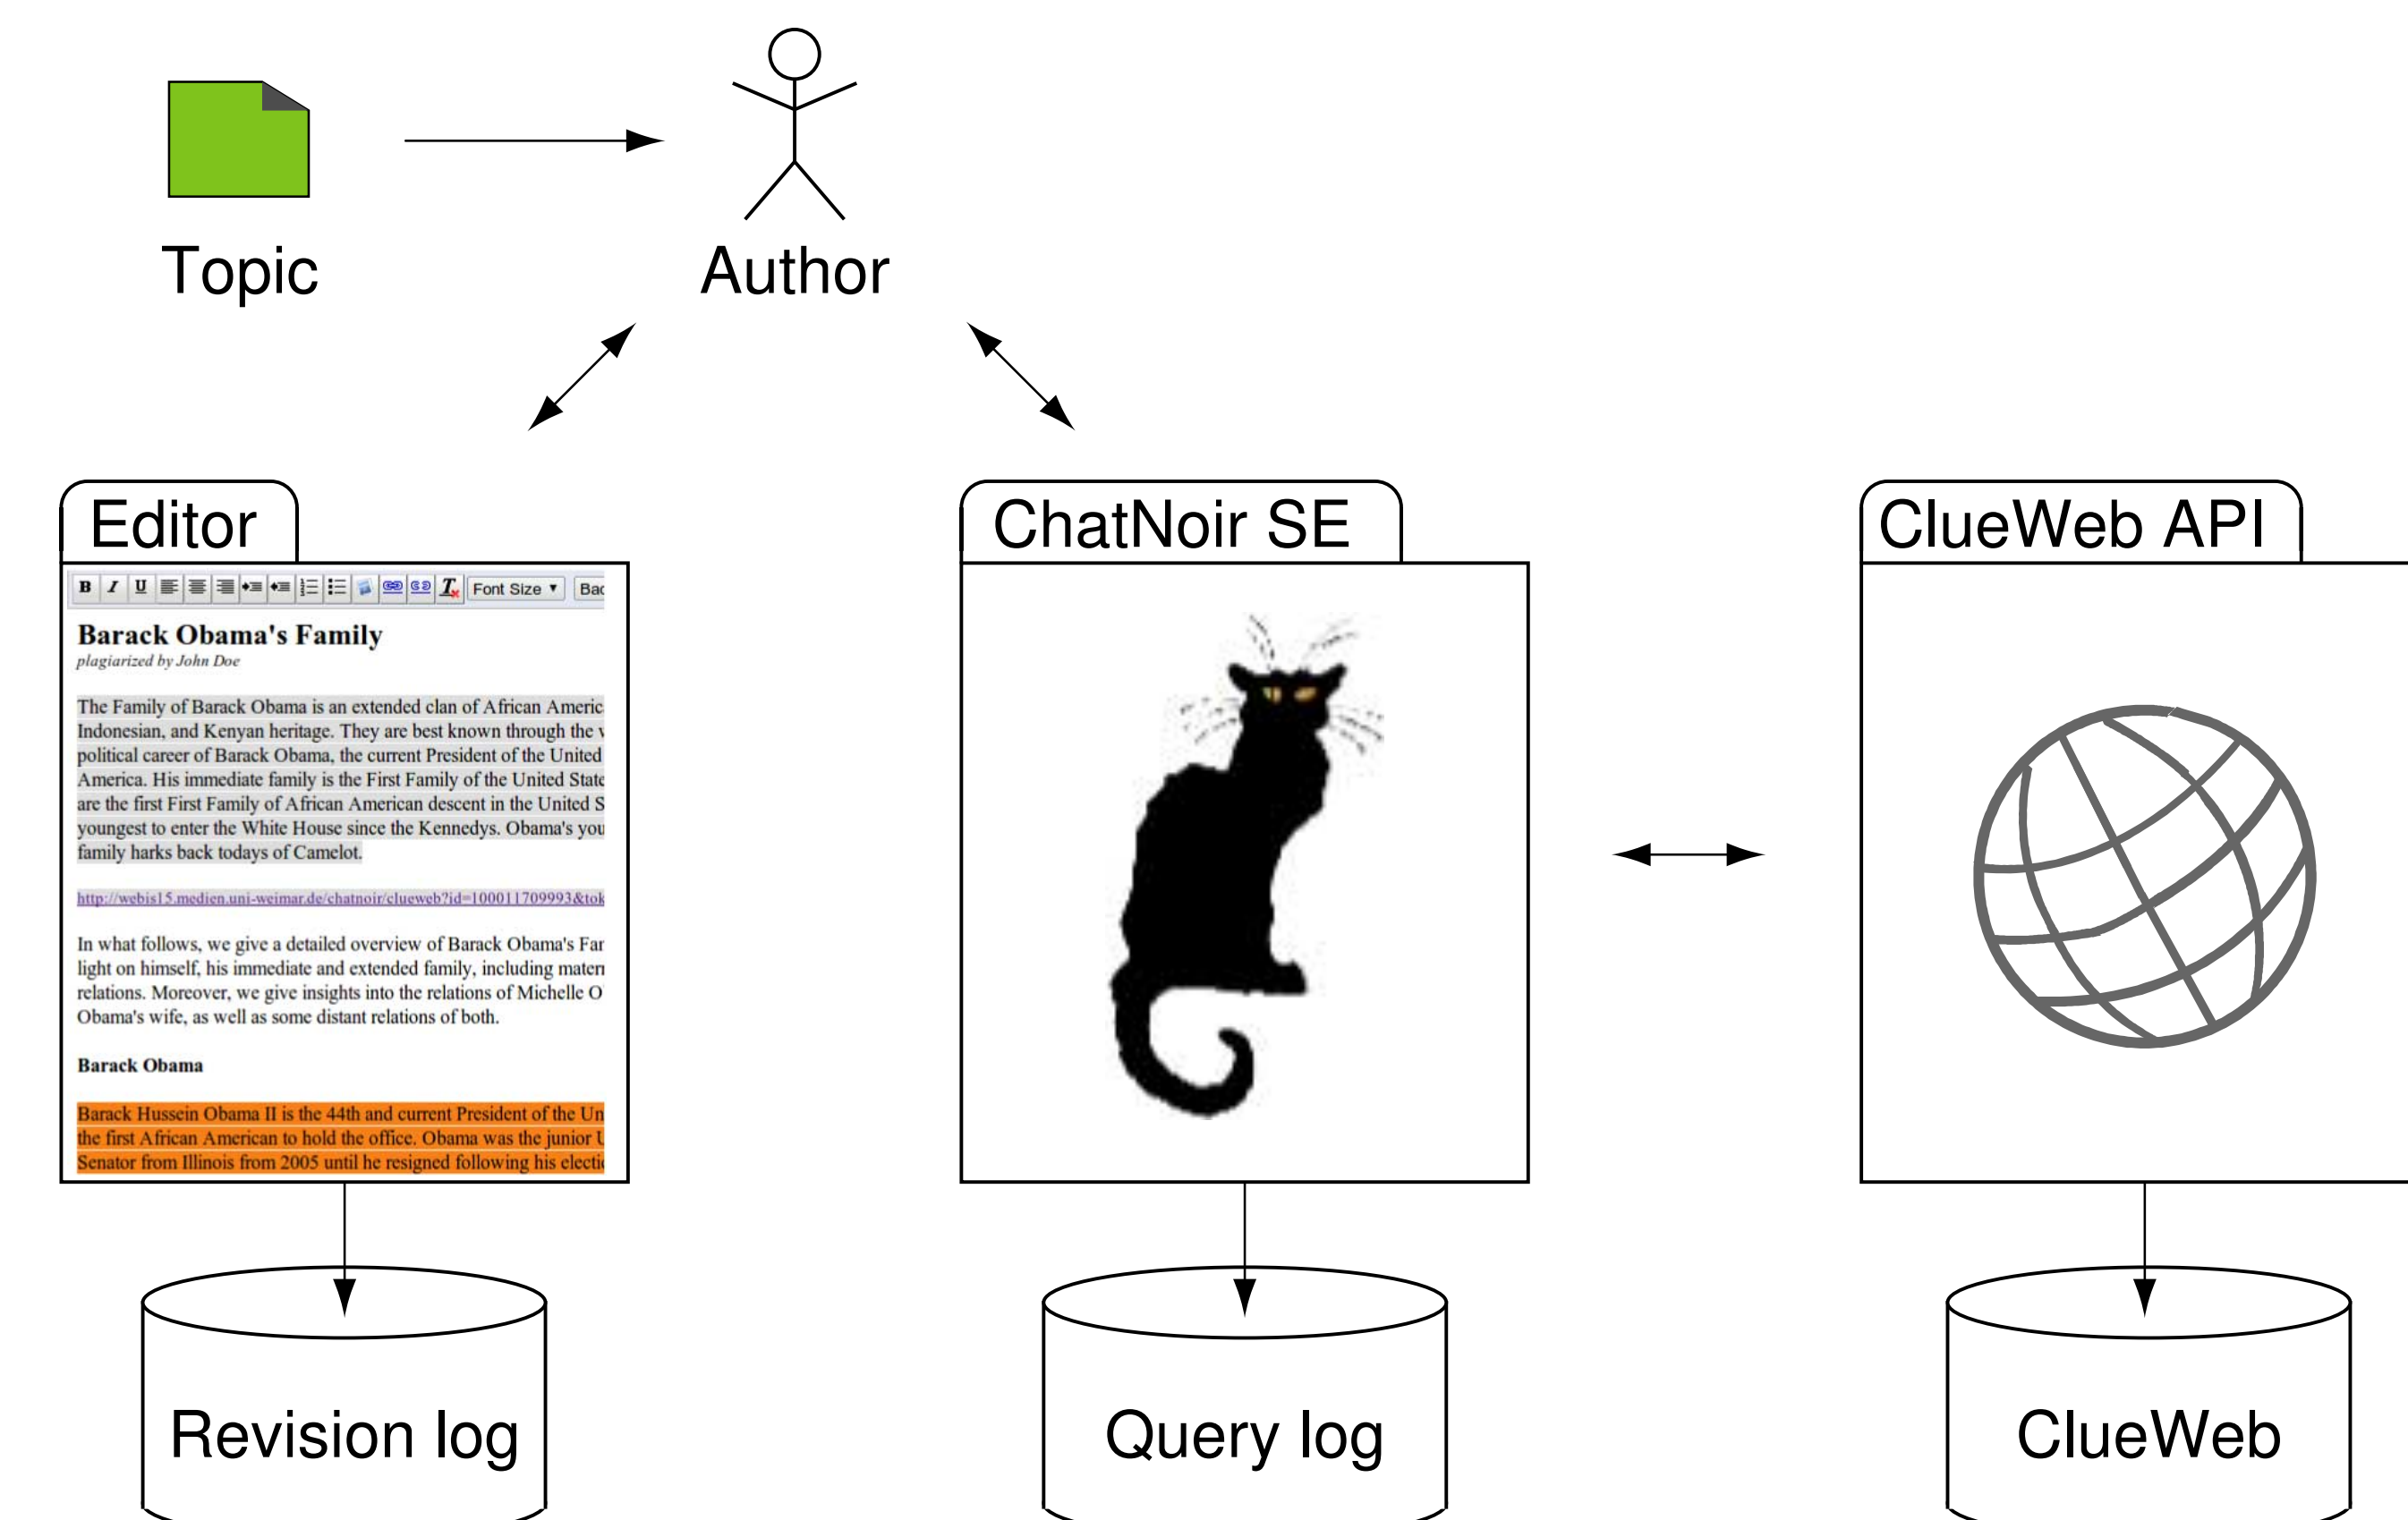 Topic
Author
Editor
B I U Font Size
Barack Obama's Family
plagiarized by John Doe
The Family of Barack Obama is an extended clan of African Americ
Indonesian, and Kenyan heritage. They are best known through the
political career of Barack Obama, the current President of the United
America. His immediate family is the First Family of the United State
are the first First Family of African American descent in the United S
youngest to enter the White House since the Kennedys. Obama's you
family harks back todays of Camelot.
http://webis15.medien.uni-weimar.de/chatnoir/clueweb?id=100011709993&tok
In what follows, we give a detailed overview of Barack Obama's
light on himself, his immediate and extended family, including
relations. Moreover, we give insights into the relations of Michelle O
Obama's wife, as well as some distant relations of both.
Barack Obama
Barack Hussein Obama II is the 44th and current President of the Un
the first African American to hold the office. Obama was the junior
Senator from Illinois from 2005 until he resigned following his
ChatNoir SE
ClueWeb API
Revision log
Query log
ClueWeb